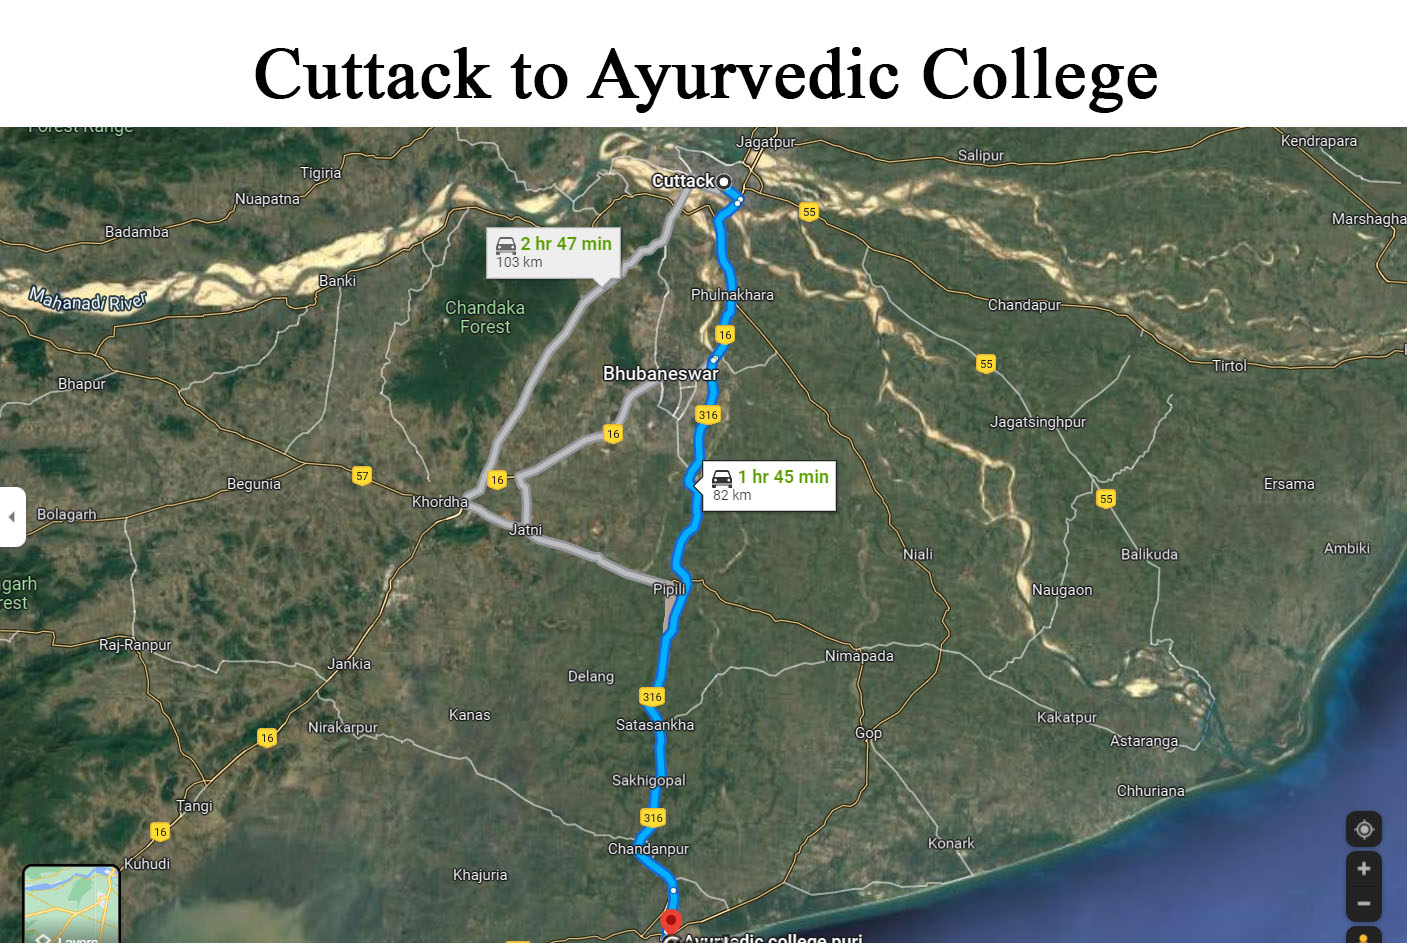 Cuttack to Ayurvedic College
Forest Range
Jagatpur
Kendrapara
Salipur
Tigiria
Cuttack
Nuapatna
55
Marshagha
Badamba
2 hr 47 min
103 km
Banki
Mahanadi River
Phulnakhara
Chandapur
Chandaka
Forest
16
Bhubaneswar
55
Tirtol
Bhapur
316
Jagatsinghpur
16
57
16
1 hr 45 min
82 km
Begunia
Ersama
Khordha
55
Bolagarh
Jatni
Niali
Balikuda
Ambiki
garh
rest
Pipili
Naugaon
Raj-Ranpur
Nimapada
Jankia
Delang
316
Kanas
Kakatpur
Nirakarpur
Satasankha
Gop
16
Astaranga
Sakhigopal
Chhuriana
Tangi
316
16
Chandanpur
Konark
Kuhudi
Khajuria
Layers
Ayurvedic college puri